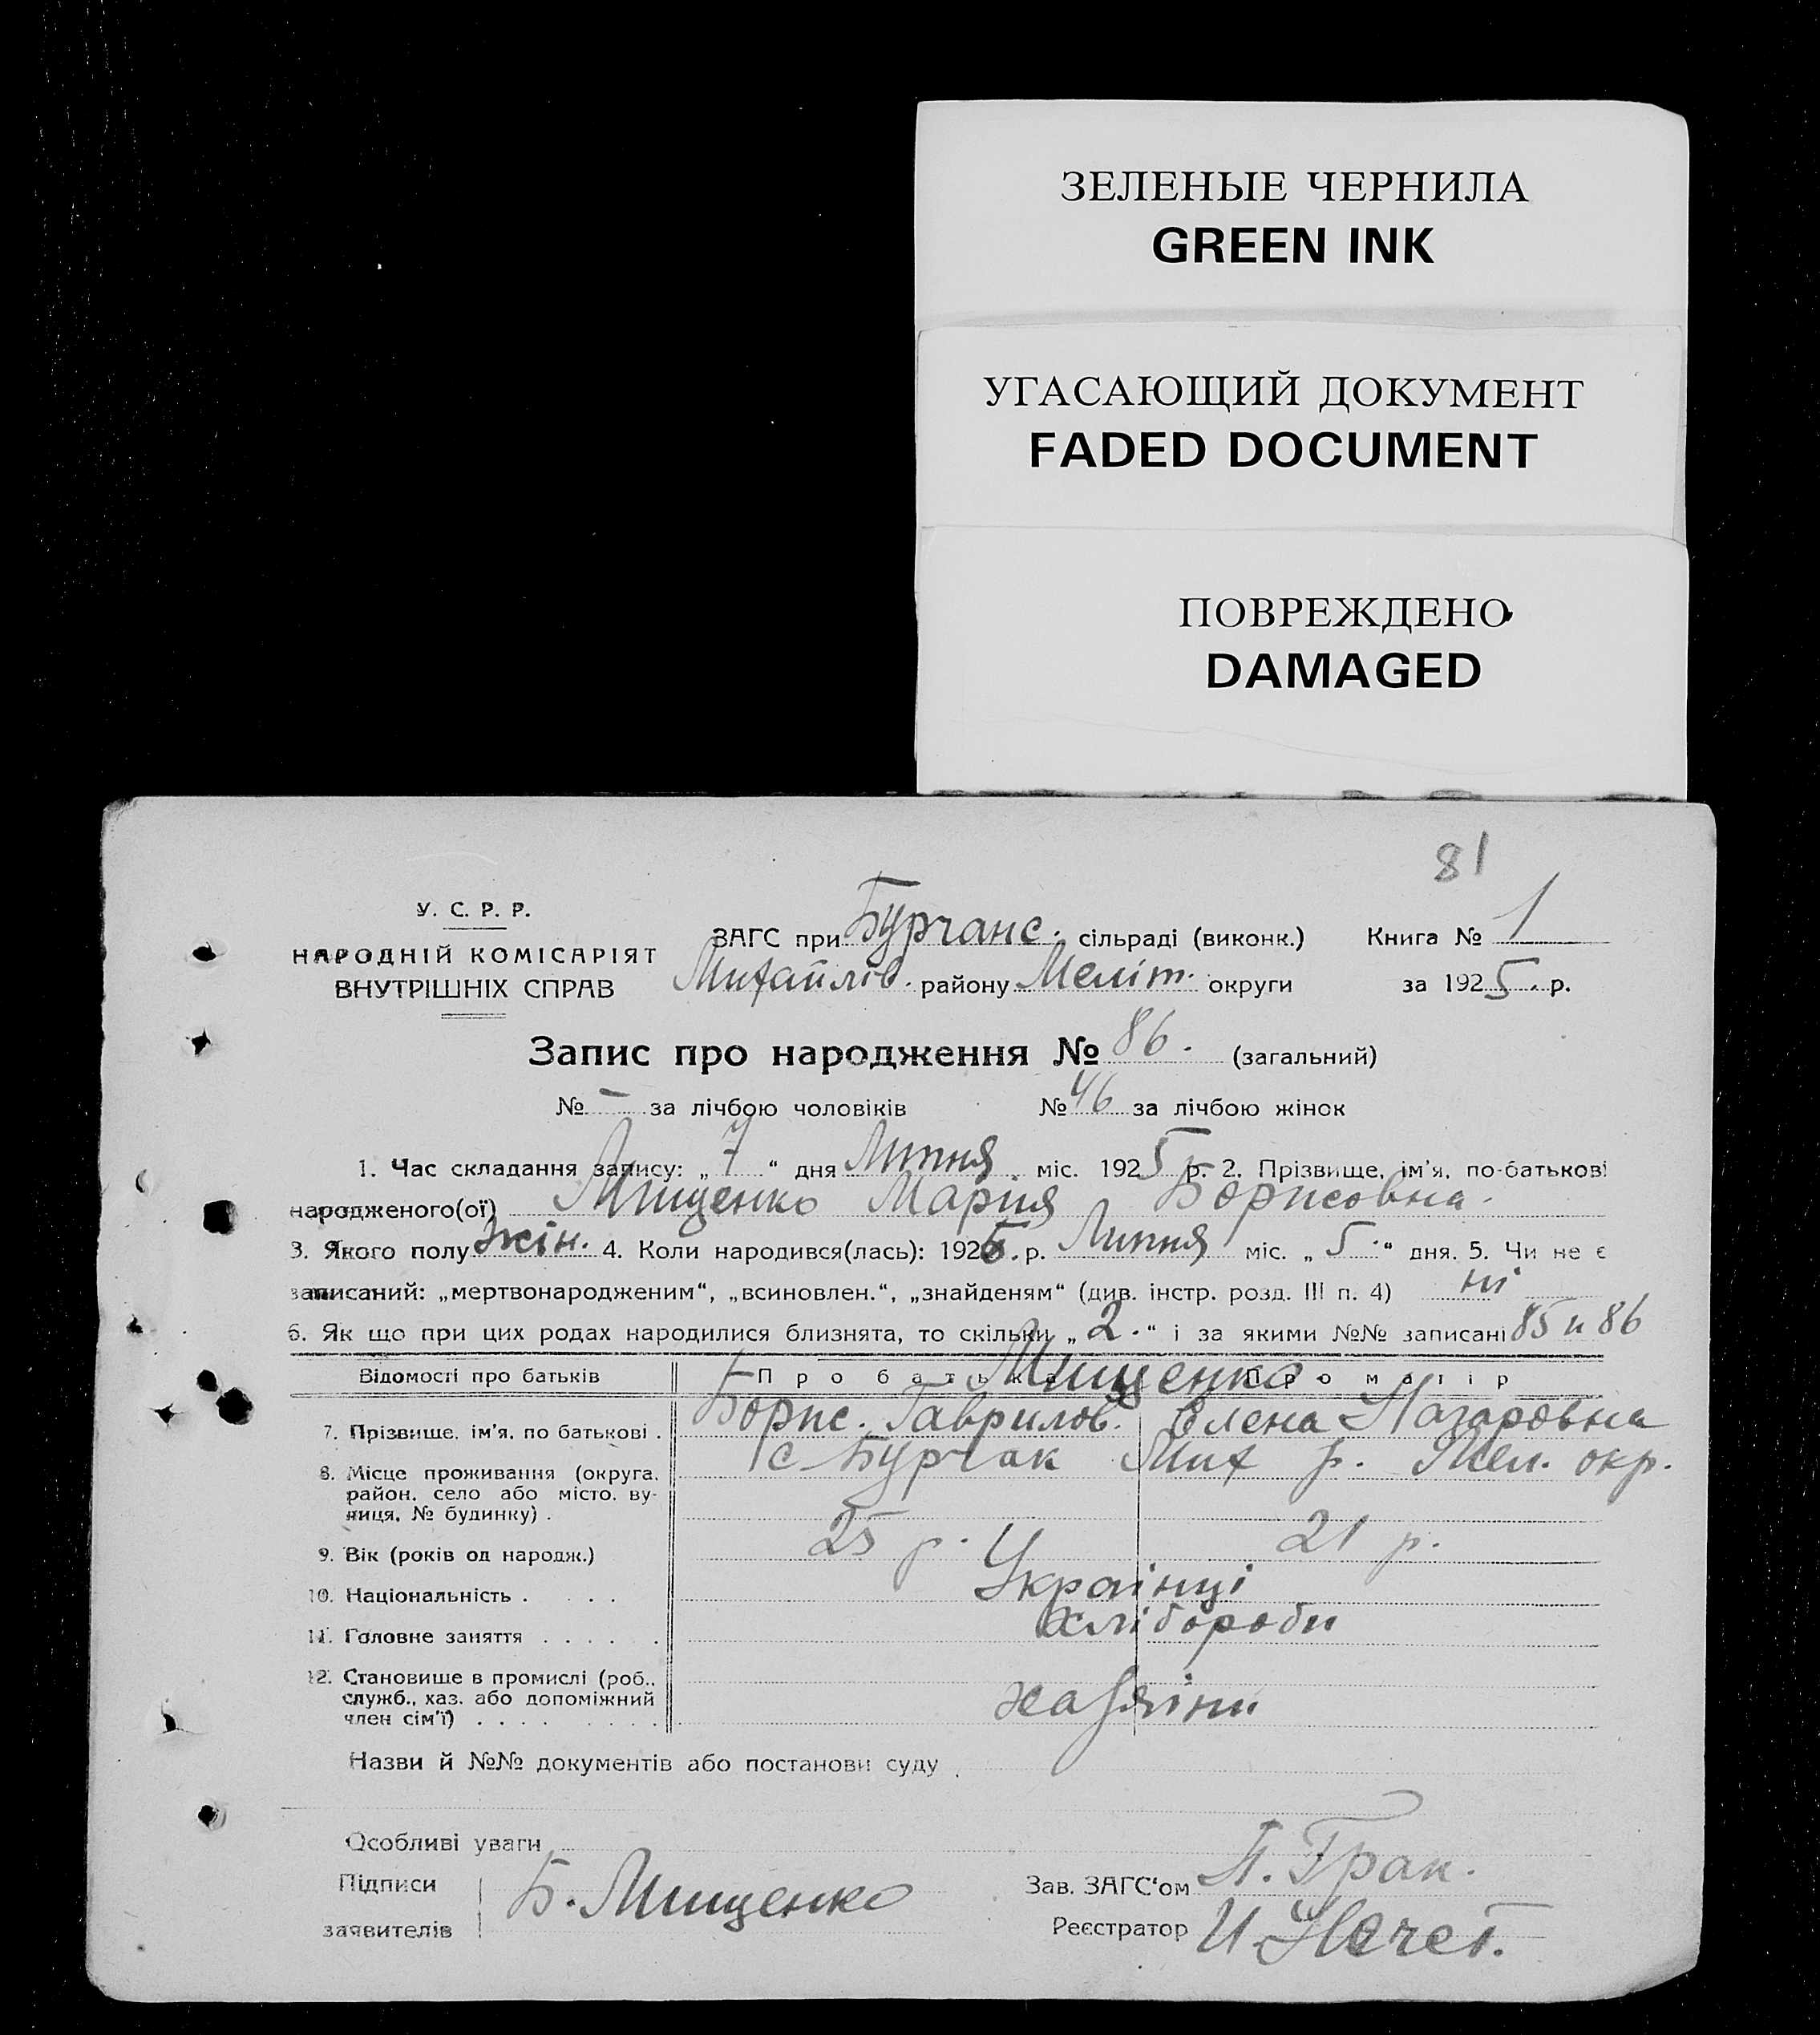 ЗЕЛЕНЫЕ ЧЕРНИЛА
GREEN INK
УГАСАЮЩИЙ ДОКУМЕНТ
FADED DOCUMENT
ПОВРЕЖДЕНО
DAMAGED
81
У. С. Р. Р.
НАРОДНІЙ КОМІСАРІЯТ
ВНУТРІШНІХ СПРАВ
ЗАГС при Бурчанс. сільраді (виконк.) Книга № 1
Михайлів. району Меліт. округи за 1925. р.
Запис про народження № 86. (загальний)
№ – за лічбою чоловіків № 46 за лічбою жінок
1. Час складання запису: „7“ дня Липня міс. 1925 р. 2. Прізвище, ім'я, по-батькові
народженого(ої) Мищенко Мария Борисовна.
3. Якого полу жін. 4. Коли народився(лась): 1925. р. Липня міс. „5.“ дня. 5. Чи не є
записаний: „мертвонародженим“, „всиновлен.“, „знайденям“ (див. інстр. розд. III п. 4) ні
6. Як що при цих родах народилися близнята, то скільки „2.“ і за якими №№ записані 85 и 86
Відомості про батьків Про батька Про матір
Мищенко
7. Прізвище, ім'я, по батькові . Борис. Гаврилов. Елена Назаровна
8. Місце проживання (округа, с Бурчак Мих р. Мел. окр.
район, село або місто, ву-
лиця, № будинку) .
9. Вік (років од народж.) 25 р. 21 р.
10. Національність . . . . Українці
11. Головне заняття . . . . . Хлібороби
12. Становище в промислі (роб.,
служб., хаз. або допоміжний хазяіни
член сім'ї) . . . . . . . .
Назви й №№ документів або постанови суду .
Особливі уваги
Підписи
заявителів Б. Мищенко
Зав. ЗАГС'ом П. Грак.
Реєстратор И.